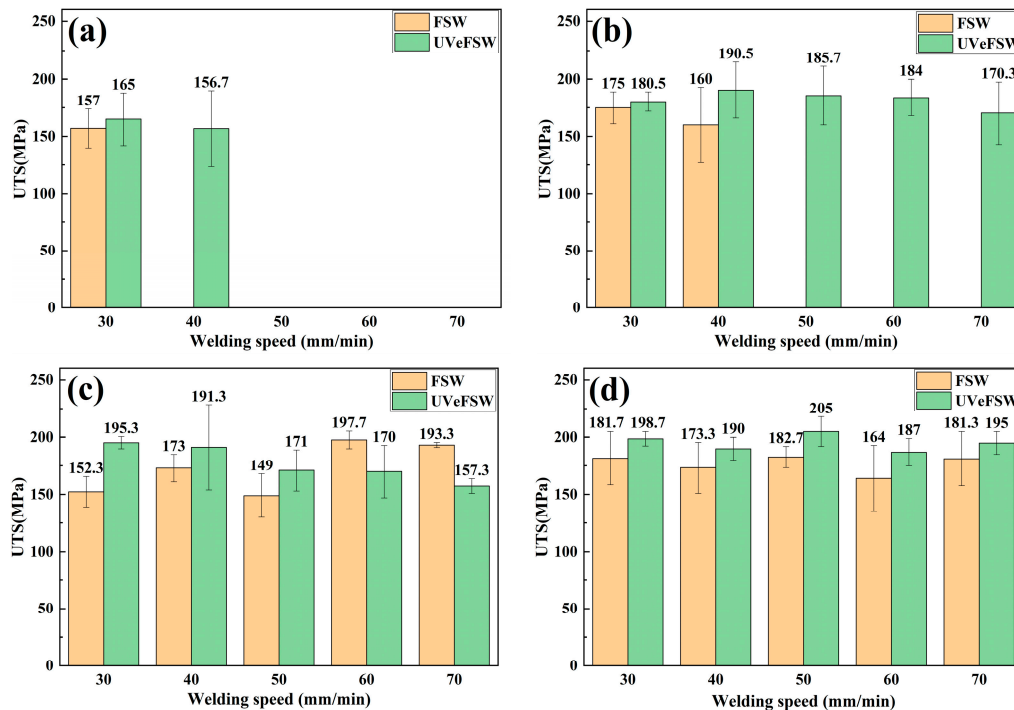 (a)
FSW
UVeFSW
250
200
150
100
50
0
UTS(MPa)
157
165
156.7
30 40 50 60 70
Welding speed (mm/min)
(b)
FSW
UVeFSW
250
200
150
100
50
0
UTS(MPa)
175 180.5
160
190.5
185.7
184
170.3
30 40 50 60 70
Welding speed (mm/min)
(c)
FSW
UVeFSW
250
200
150
100
50
0
UTS(MPa)
152.3
195.3
173
191.3
149
171
197.7
170
193.3
157.3
30 40 50 60 70
Welding speed (mm/min)
(d)
FSW
UVeFSW
250
200
150
100
50
0
UTS(MPa)
181.7
198.7
173.3
190
182.7
205
164
187
181.3
195
30 40 50 60 70
Welding speed (mm/min)